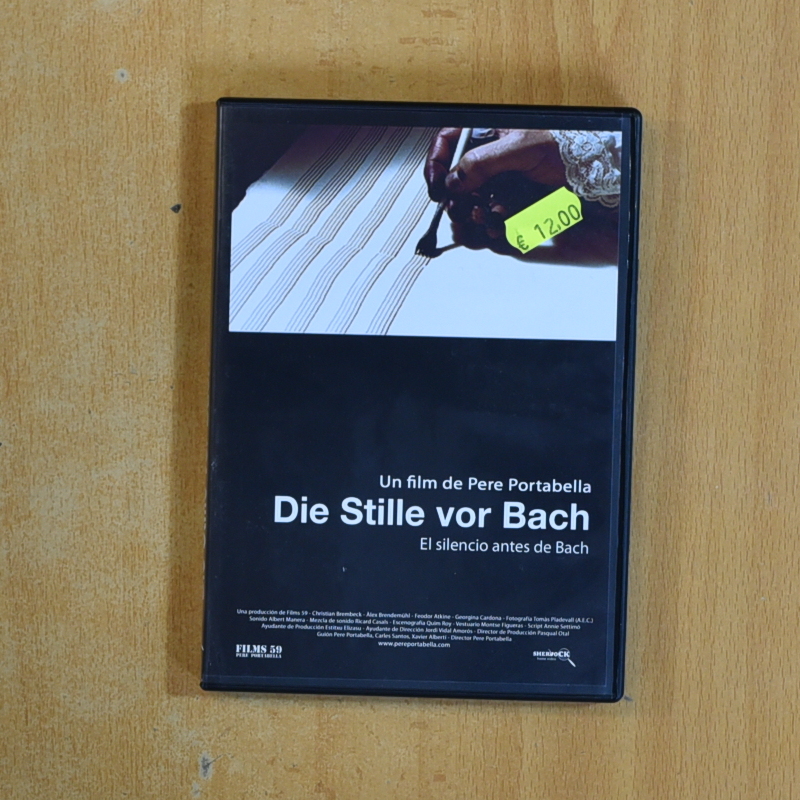 € 12,00
Un film de Pere Portabella
Die Stille vor Bach
El silencio antes de Bach
Una producción de Films 59 - Christian Brembeck - Àlex Brendemühl - Feodor Atkine - Georgina Cardona - Fotografía Tomàs Pladevall (A.E.C.)
Sonido Albert Manera - Mezcla de sonido Ricard Casals - Escenografía Quim Roy - Vestuario Montse Figueras - Script Annie Settimó
Ayudante de Producción Estitxu Elizasu - Ayudante de Dirección Jordi Vidal Amorós - Director de Producción Pasqual Otal
Guión Pere Portabella, Carles Santos, Xavier Albertí - Director Pere Portabella
www.pereportabella.com
FILMS 59
PERE PORTABELLA
SHERLOCK